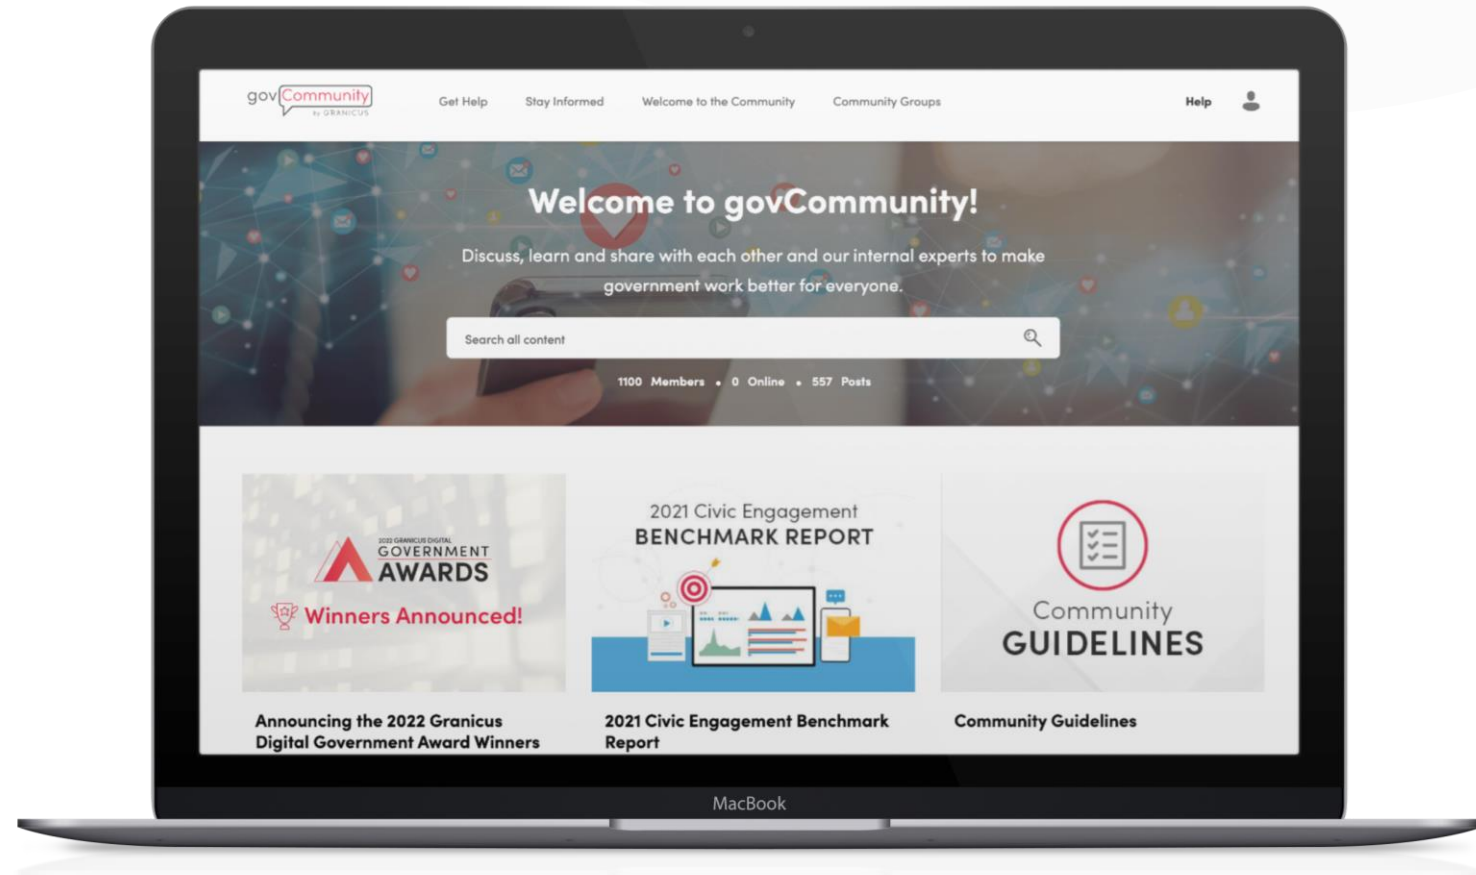 govCommunity
by GRANICUS
Get Help
Stay Informed
Welcome to the Community
Community Groups
Help
Welcome to govCommunity!
Discuss, learn and share with each other and our internal experts to make
government work better for everyone.
Search all content
1100 Members • 0 Online • 557 Posts
2022 GRANICUS DIGITAL
GOVERNMENT
AWARDS
Winners Announced!
2021 Civic Engagement
BENCHMARK REPORT
Community
GUIDELINES
Announcing the 2022 Granicus
Digital Government Award Winners
2021 Civic Engagement Benchmark
Report
Community Guidelines
MacBook